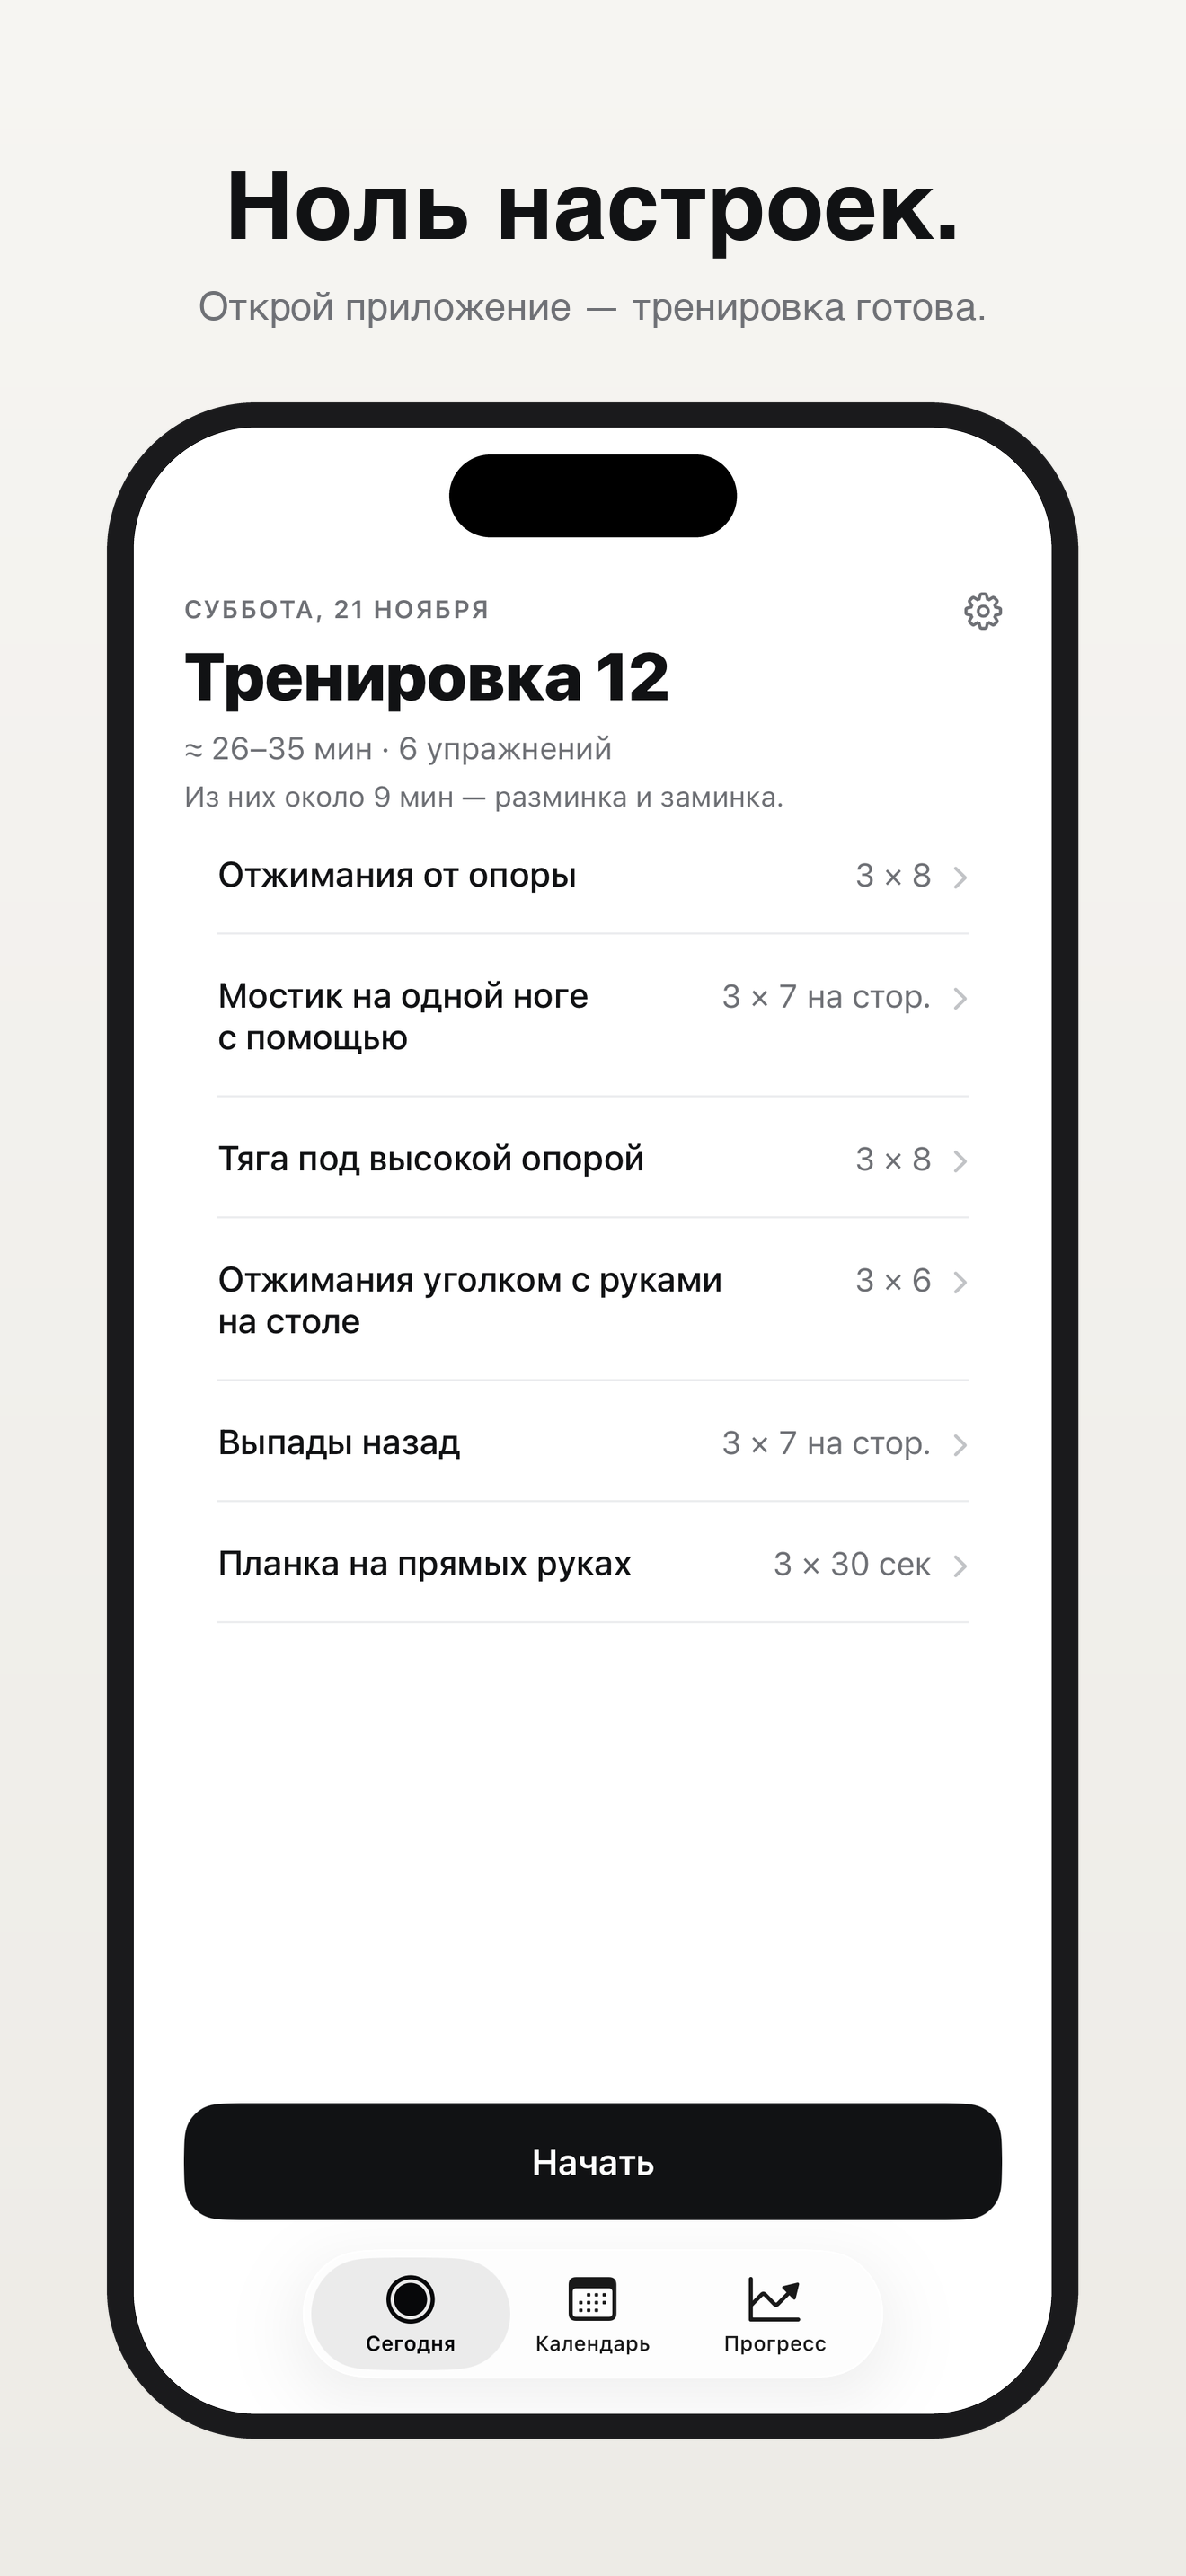 Ноль настроек.
Открой приложение — тренировка готова.
СУББОТА, 21 НОЯБРЯ
Тренировка 12
≈ 26–35 мин · 6 упражнений
Из них около 9 мин — разминка и заминка.
Отжимания от опоры 3 × 8
Мостик на одной ноге 3 × 7 на стор.
с помощью
Тяга под высокой опорой 3 × 8
Отжимания уголком с руками 3 × 6
на столе
Выпады назад 3 × 7 на стор.
Планка на прямых руках 3 × 30 сек
Начать
Сегодня Календарь Прогресс